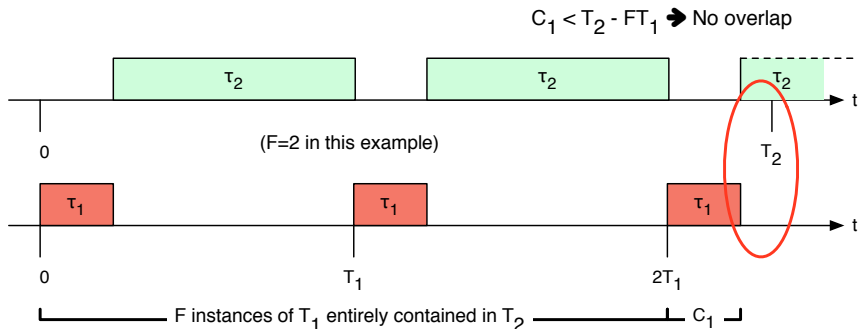 C₁ < T₂ - FT₁ ➔ No overlap
τ₂ τ₂ τ₂
t
0 (F=2 in this example) T₂
τ₁ τ₁ τ₁
t
0 T₁ 2T₁
F instances of T₁ entirely contained in T₂ C₁